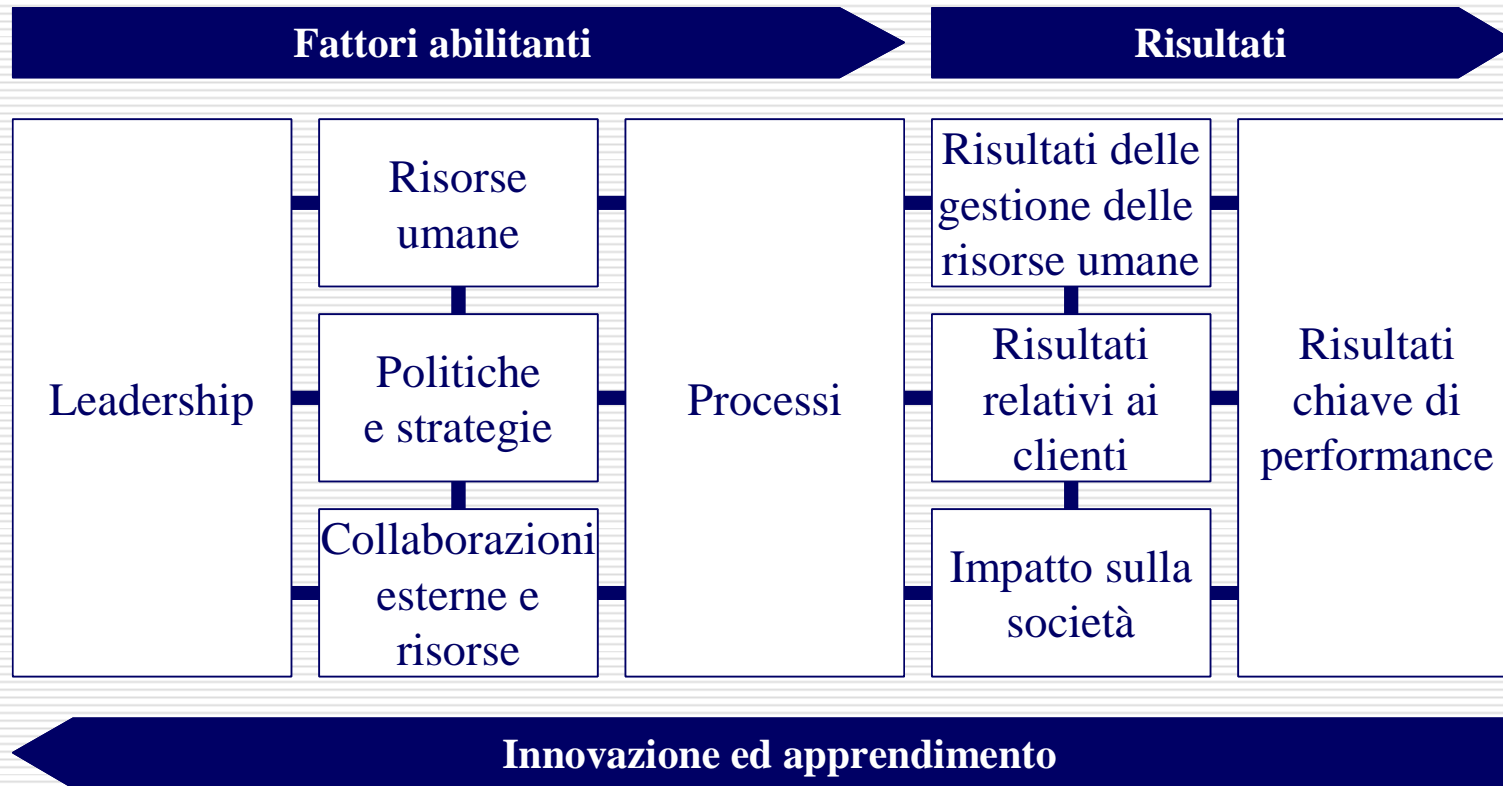 Fattori abilitanti
Risultati
Leadership
Risorse
umane
Politiche
e strategie
Collaborazioni
esterne e
risorse
Processi
Risultati delle
gestione delle
risorse umane
Risultati
relativi ai
clienti
Impatto sulla
società
Risultati
chiave di
performance
Innovazione ed apprendimento